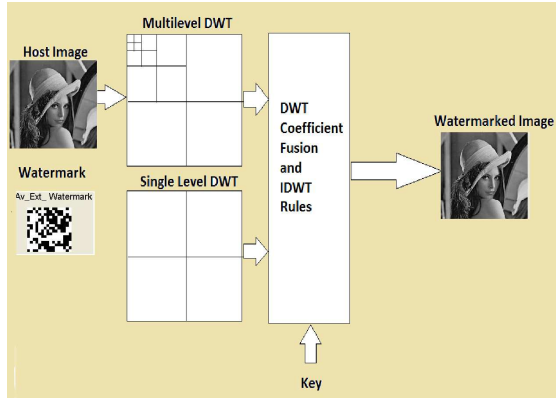 Multilevel DWT
Host Image
DWT
Coefficient
Fusion
and
IDWT
Rules
Watermarked Image
Watermark
Av_Ext_ Watermark
Single Level DWT
Key